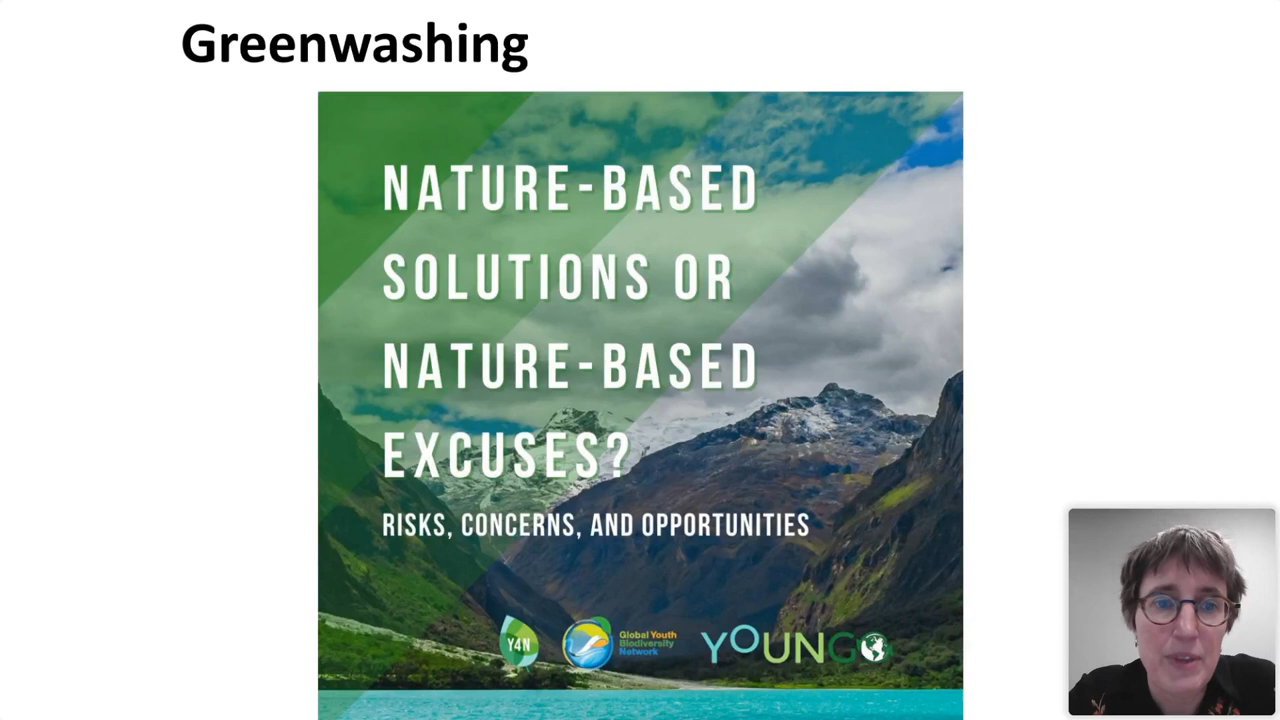 Greenwashing
NATURE-BASED
SOLUTIONS OR
NATURE-BASED
EXCUSES?
RISKS, CONCERNS, AND OPPORTUNITIES
Y4N
Global Youth
Biodiversity
Network
YOUNGO